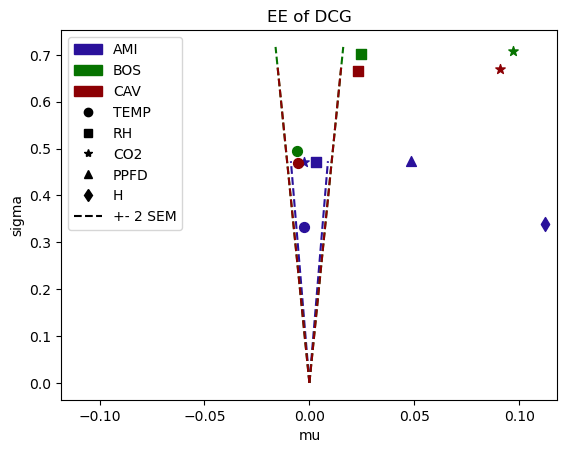 EE of DCG
AMI
BOS
CAV
TEMP
RH
CO2
PPFD
H
+- 2 SEM
sigma
0.7
0.6
0.5
0.4
0.3
0.2
0.1
0.0
−0.10
−0.05
0.00
0.05
0.10
mu